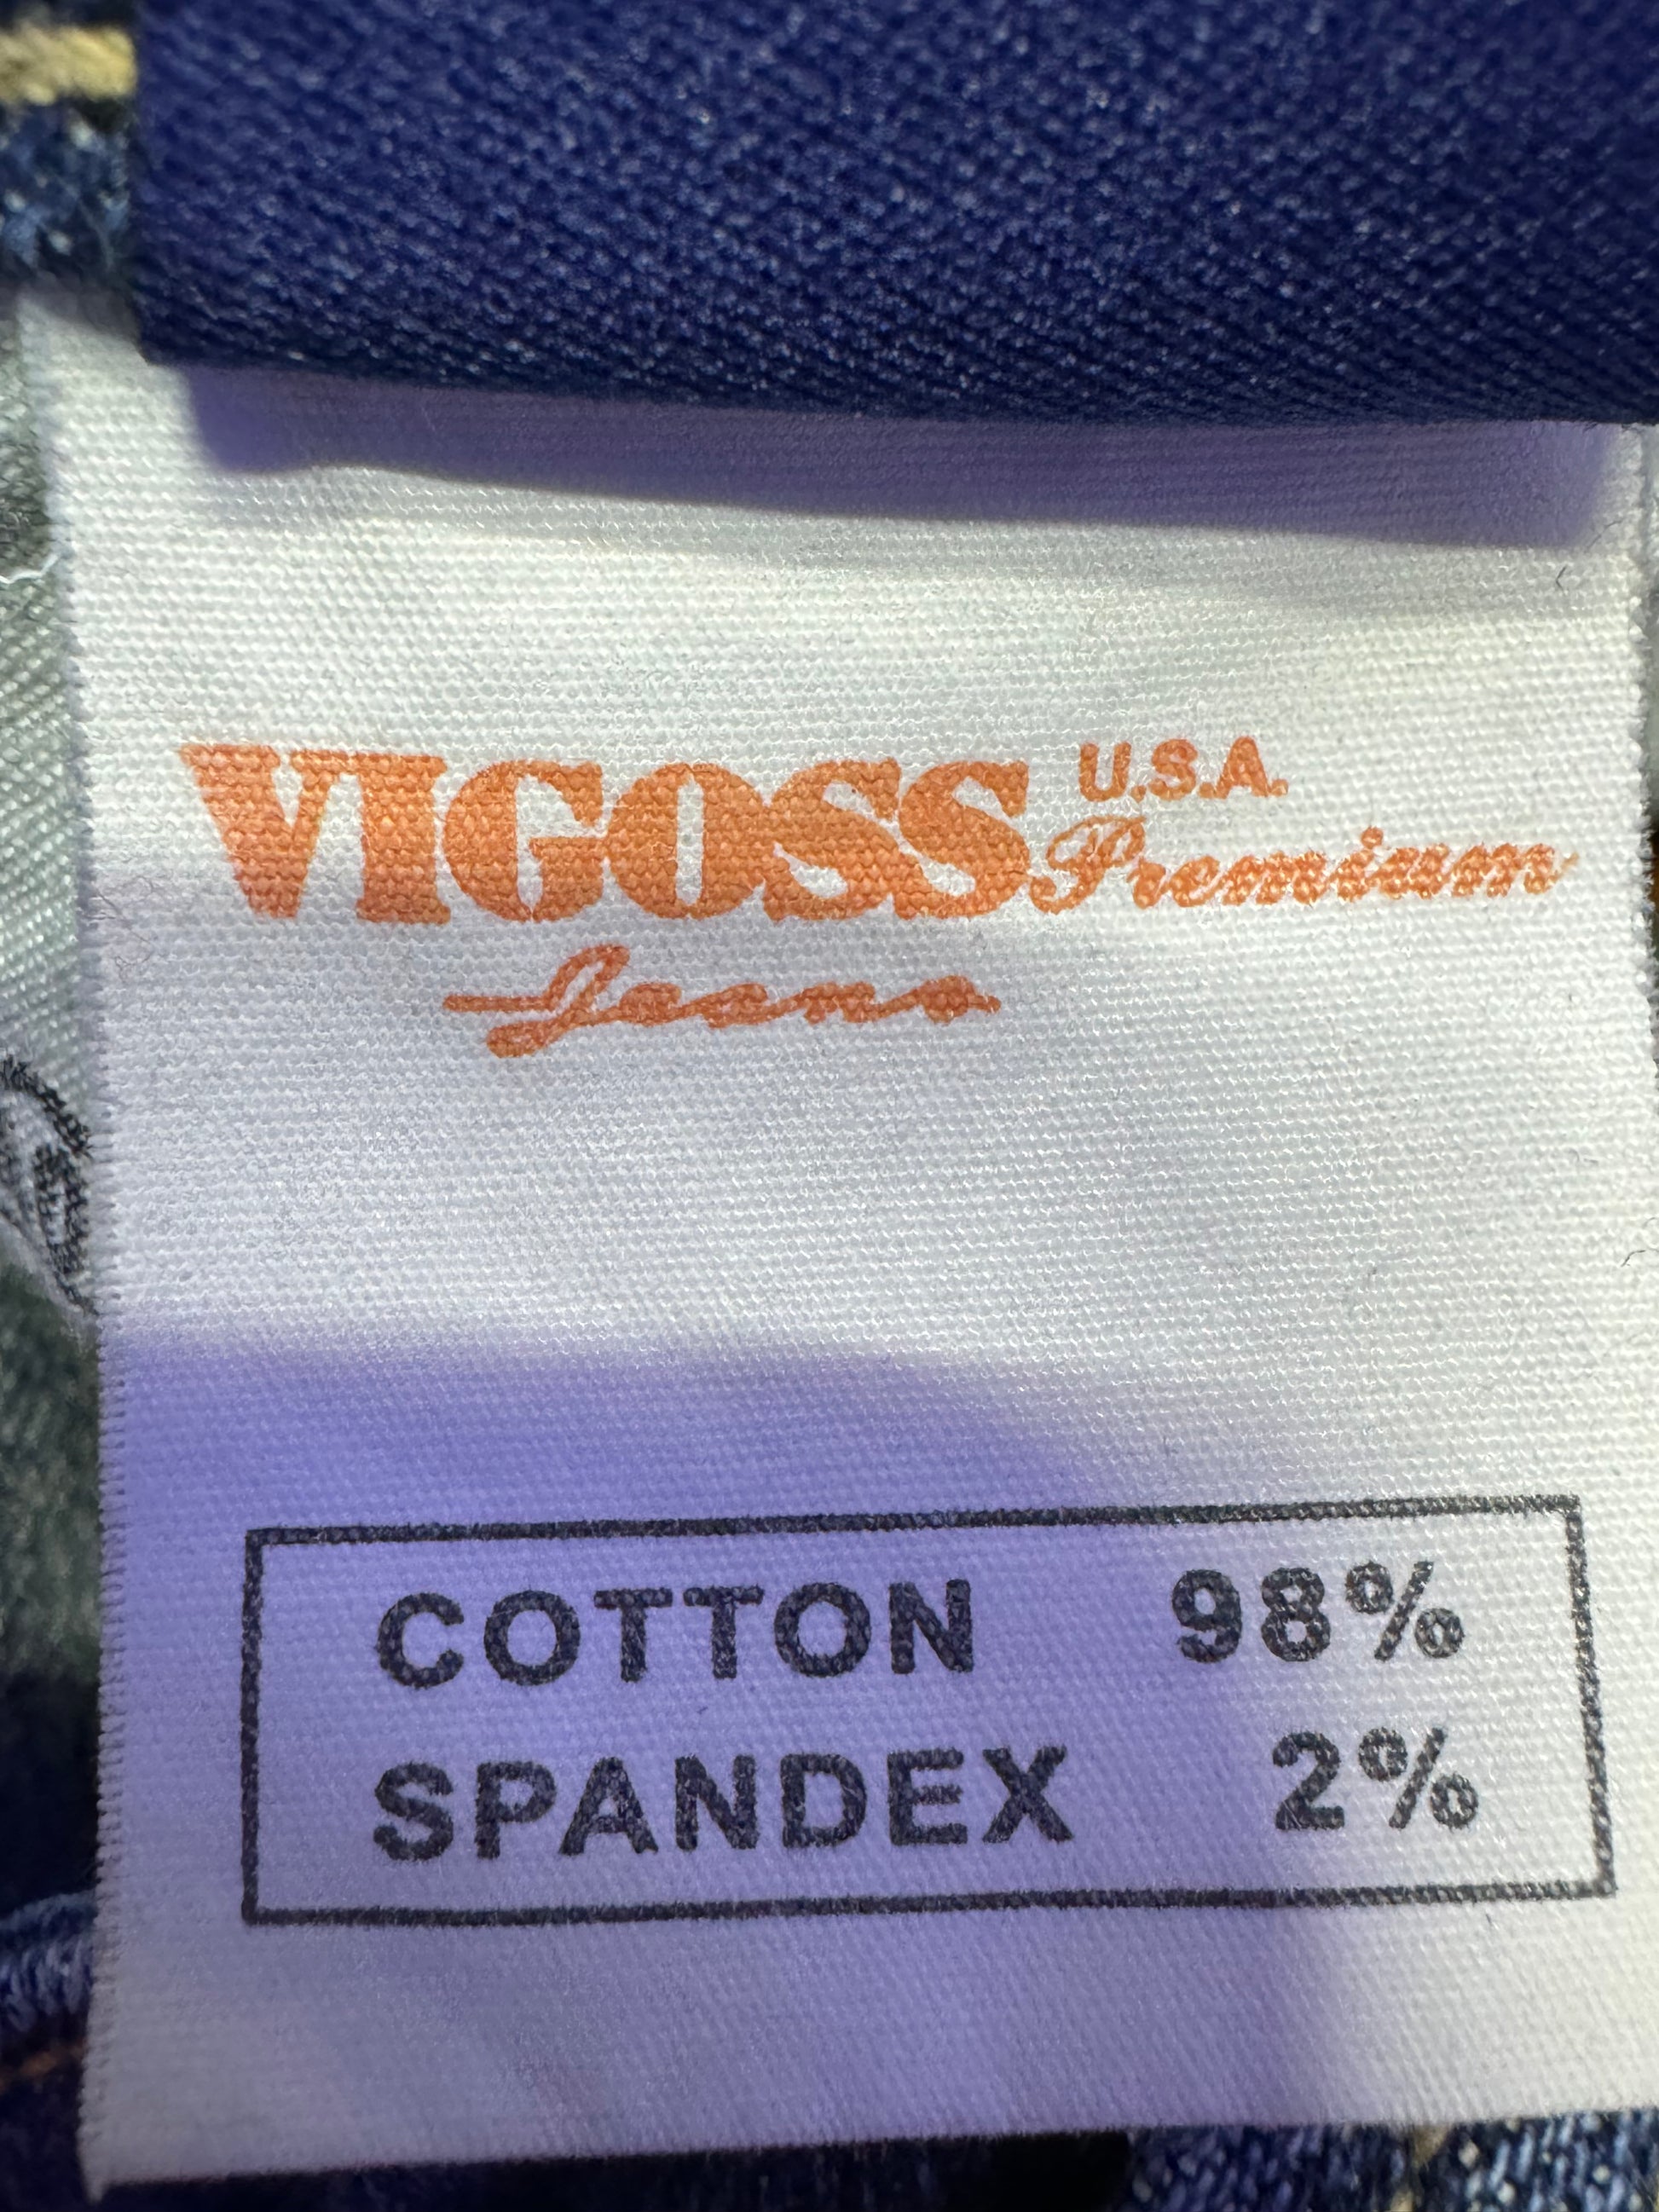 VIGOSS U.S.A. Premium
Jeans
COTTON 98%
SPANDEX 2%